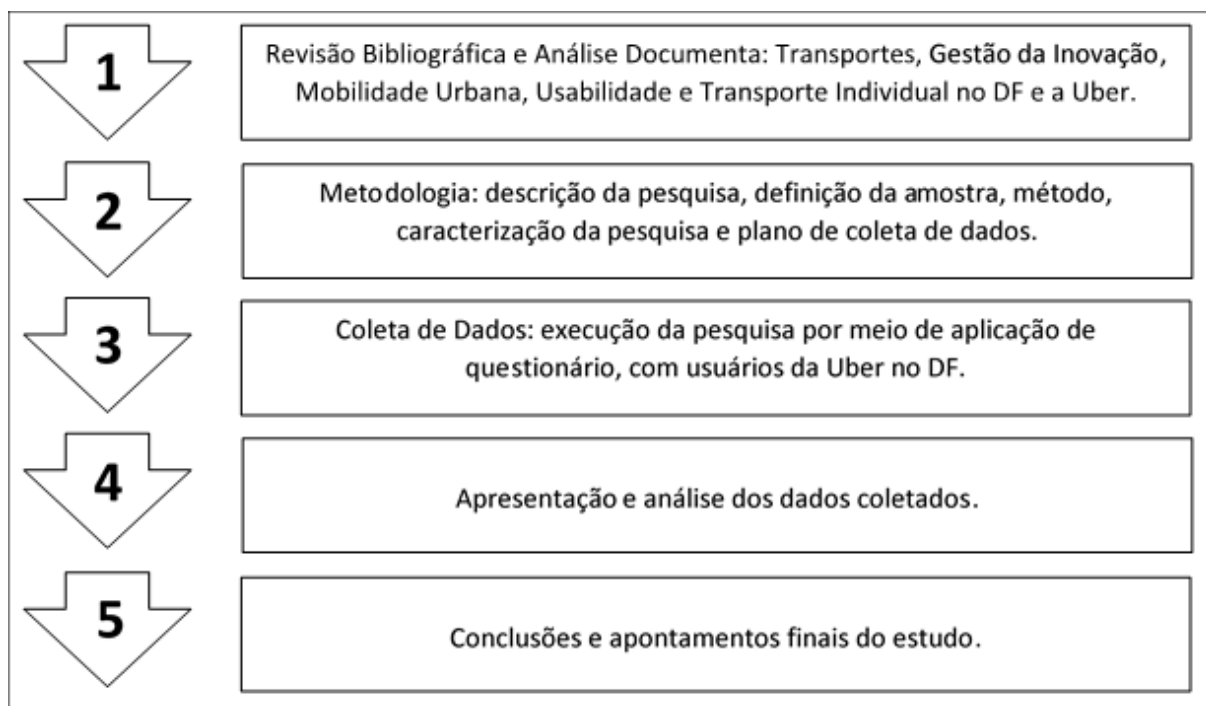 1
Revisão Bibliográfica e Análise Documenta: Transportes, Gestão da Inovação,
Mobilidade Urbana, Usabilidade e Transporte Individual no DF e a Uber.
2
Metodologia: descrição da pesquisa, definição da amostra, método,
caracterização da pesquisa e plano de coleta de dados.
3
Coleta de Dados: execução da pesquisa por meio de aplicação de
questionário, com usuários da Uber no DF.
4
Apresentação e análise dos dados coletados.
5
Conclusões e apontamentos finais do estudo.